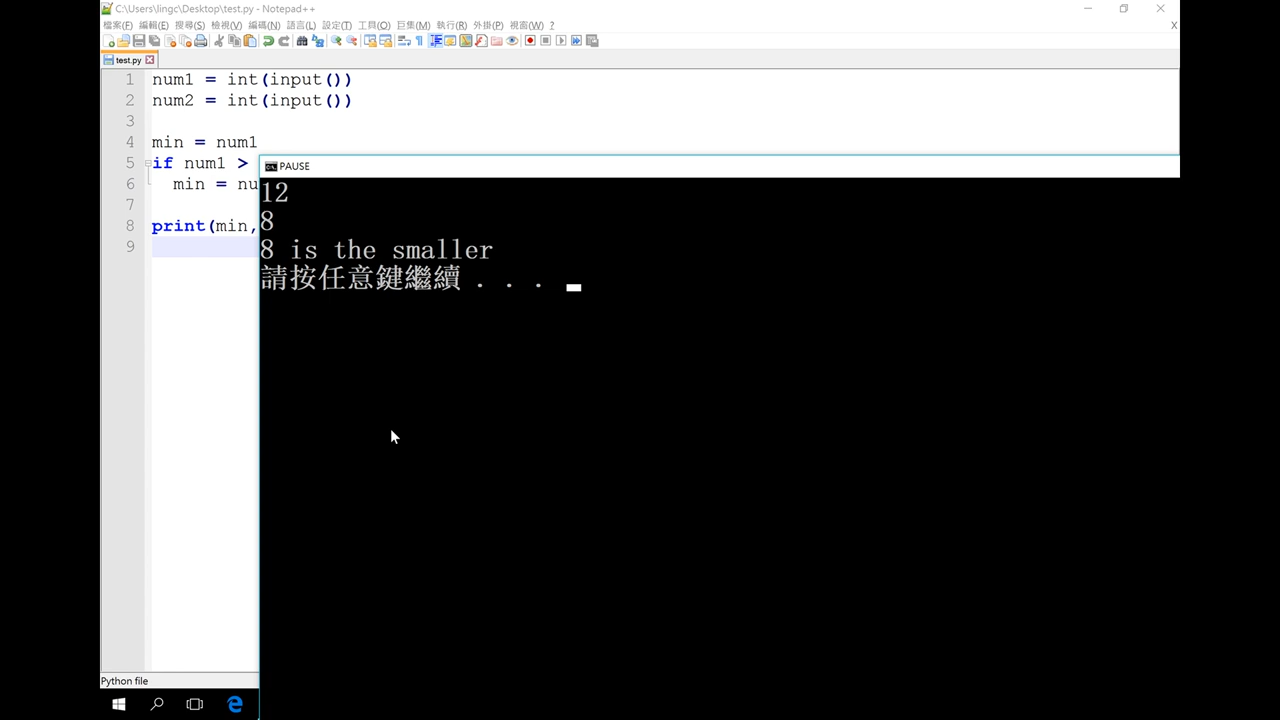 C:\Users\lingc\Desktop\test.py - Notepad++
檔案(F) 編輯(E) 搜尋(S) 檢視(V) 編碼(N) 語言(L) 設定(T) 工具(O) 巨集(M) 執行(R) 外掛(P) 視窗(W) ? X
test.py
1 num1 = int(input())
2 num2 = int(input())
3
4 min = num1
5 if num1 >
6 min = nu
7
8 print(min,
9
PAUSE
12
8
8 is the smaller
請按任意鍵繼續 . . .
Python file